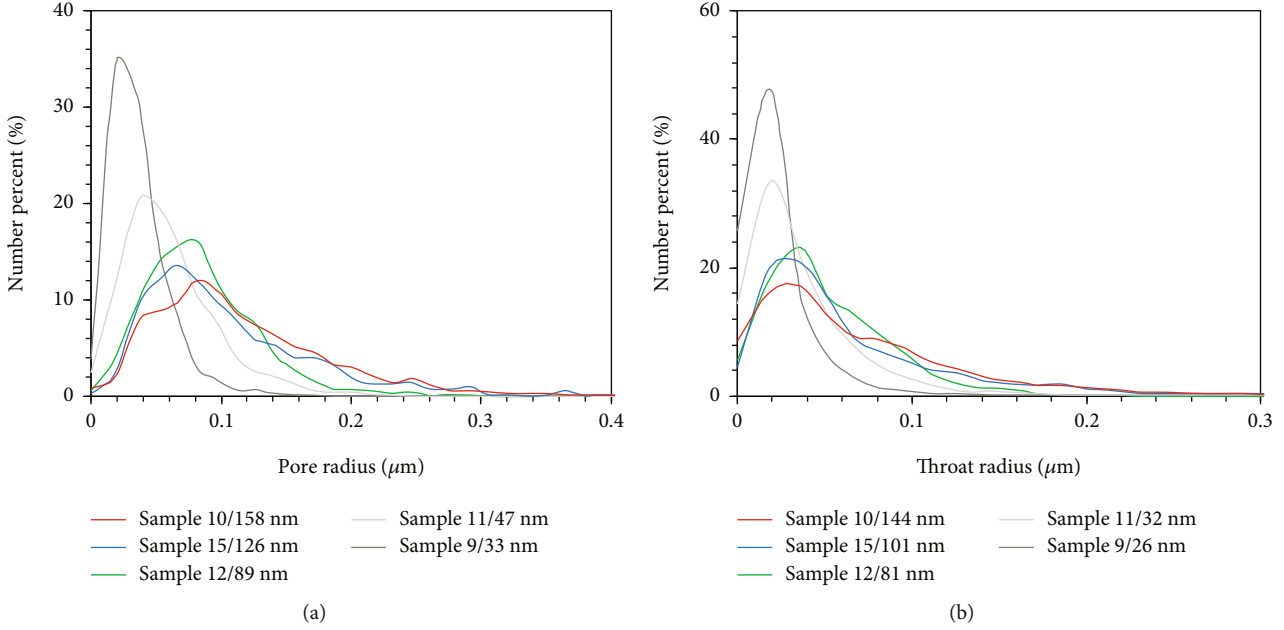 40
30
20
10
0
Number percent (%)
0 0.1 0.2 0.3 0.4
Pore radius (μm)
Sample 10/158 nm
Sample 15/126 nm
Sample 12/89 nm
Sample 11/47 nm
Sample 9/33 nm
(a)
60
40
20
0
Number percent (%)
0 0.1 0.2 0.3
Throat radius (μm)
Sample 10/144 nm
Sample 15/101 nm
Sample 12/81 nm
Sample 11/32 nm
Sample 9/26 nm
(b)